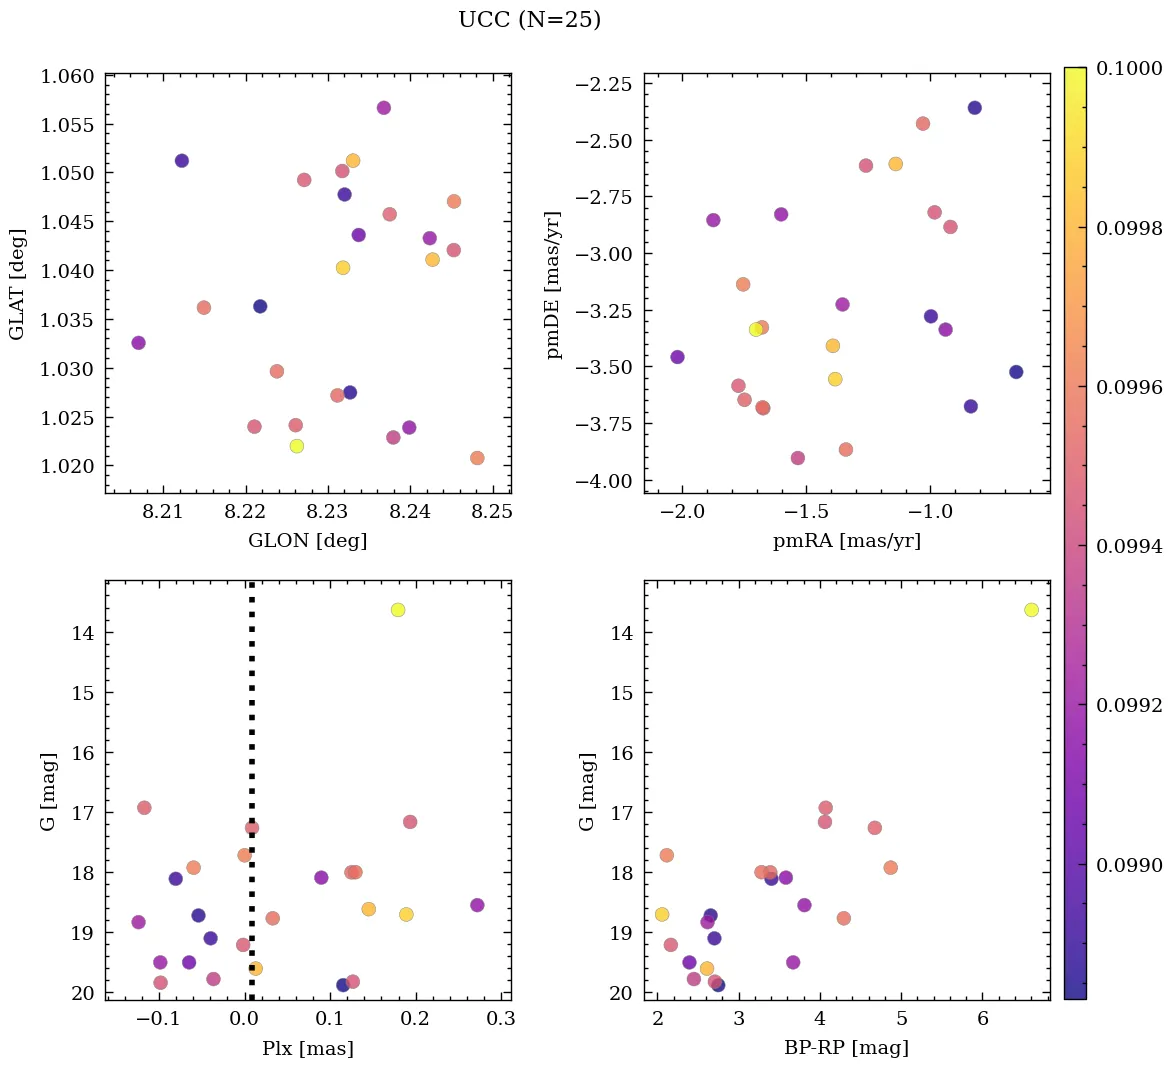 UCC (N=25)
1.060
1.055
1.050
1.045
1.040
1.035
1.030
1.025
1.020
GLAT [deg]
8.21 8.22 8.23 8.24 8.25
GLON [deg]
−2.25
−2.50
−2.75
−3.00
−3.25
−3.50
−3.75
−4.00
pmDE [mas/yr]
−2.0 −1.5 −1.0
pmRA [mas/yr]
14
15
16
17
18
19
20
G [mag]
−0.1 0.0 0.1 0.2 0.3
Plx [mas]
14
15
16
17
18
19
20
G [mag]
2 3 4 5 6
BP-RP [mag]
0.1000
0.0998
0.0996
0.0994
0.0992
0.0990